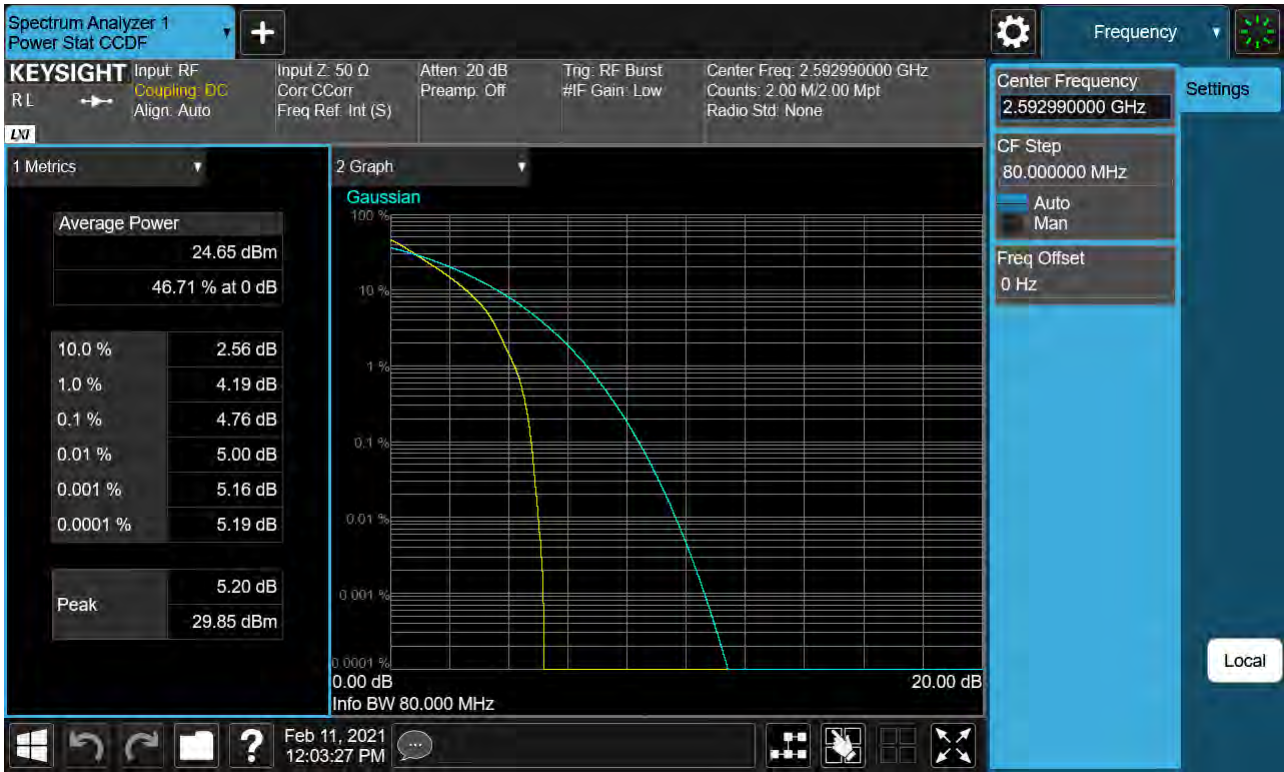 Spectrum Analyzer 1
Power Stat CCDF
Frequency
KEYSIGHT
R L
LXI
Input: RF
Coupling: DC
Align: Auto
Input Z: 50 Ω
Corr CCorr
Freq Ref: Int (S)
Atten: 20 dB
Preamp: Off
Trig: RF Burst
#IF Gain: Low
Center Freq: 2.592990000 GHz
Counts: 2.00 M/2.00 Mpt
Radio Std: None
Center Frequency
2.592990000 GHz
Settings
CF Step
80.000000 MHz
Auto
Man
Freq Offset
0 Hz
1 Metrics
Average Power
24.65 dBm
46.71 % at 0 dB
10.0 % 2.56 dB
1.0 % 4.19 dB
0.1 % 4.76 dB
0.01 % 5.00 dB
0.001 % 5.16 dB
0.0001 % 5.19 dB
Peak
5.20 dB
29.85 dBm
2 Graph
Gaussian
100 %
10 %
1 %
0.1 %
0.01 %
0.001 %
0.0001 %
0.00 dB 20.00 dB
Info BW 80.000 MHz
Local
?
Feb 11, 2021
12:03:27 PM